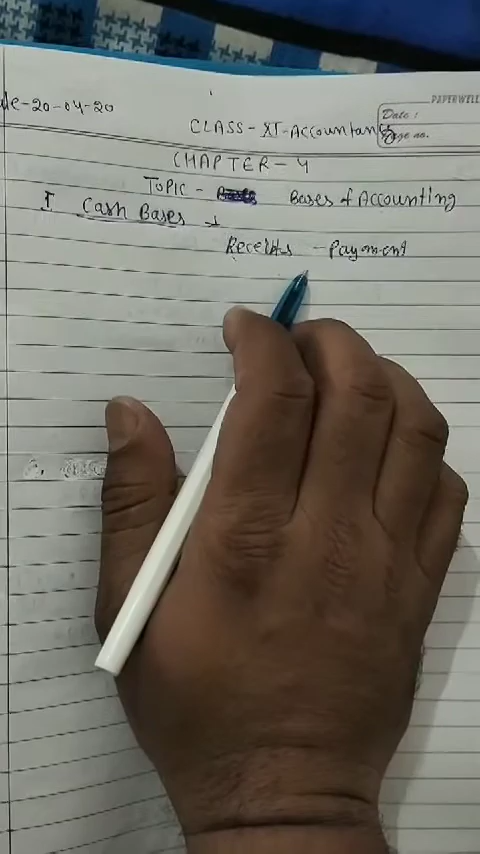 PAPERWELL
Date :
Page no.
20-04-20
CLASS- XI- Accountancy
CHAPTER - 4
TOPIC - Bases of Accounting
I Cash Bases →
Receipts - Payment